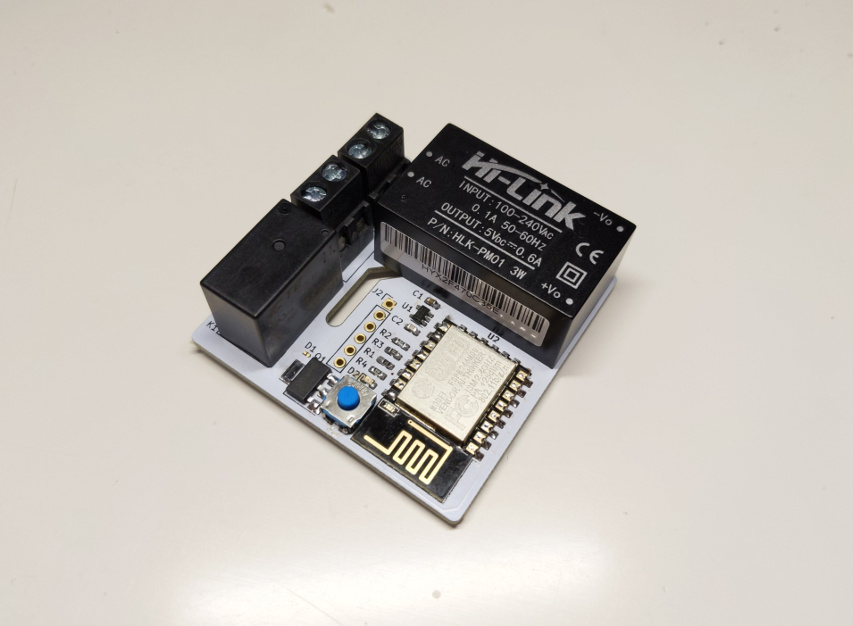 AC
AC
Hi-Link
INPUT:100-240VAC
0.1A 50-60HZ
OUTPUT:5VDC⎓0.6A
P/N:HLK-PM01 3W
-Vo
CE
+Vo
J2
C1
U1
C2
R2
R3
R1
R4
D1
Q1
D2
U2